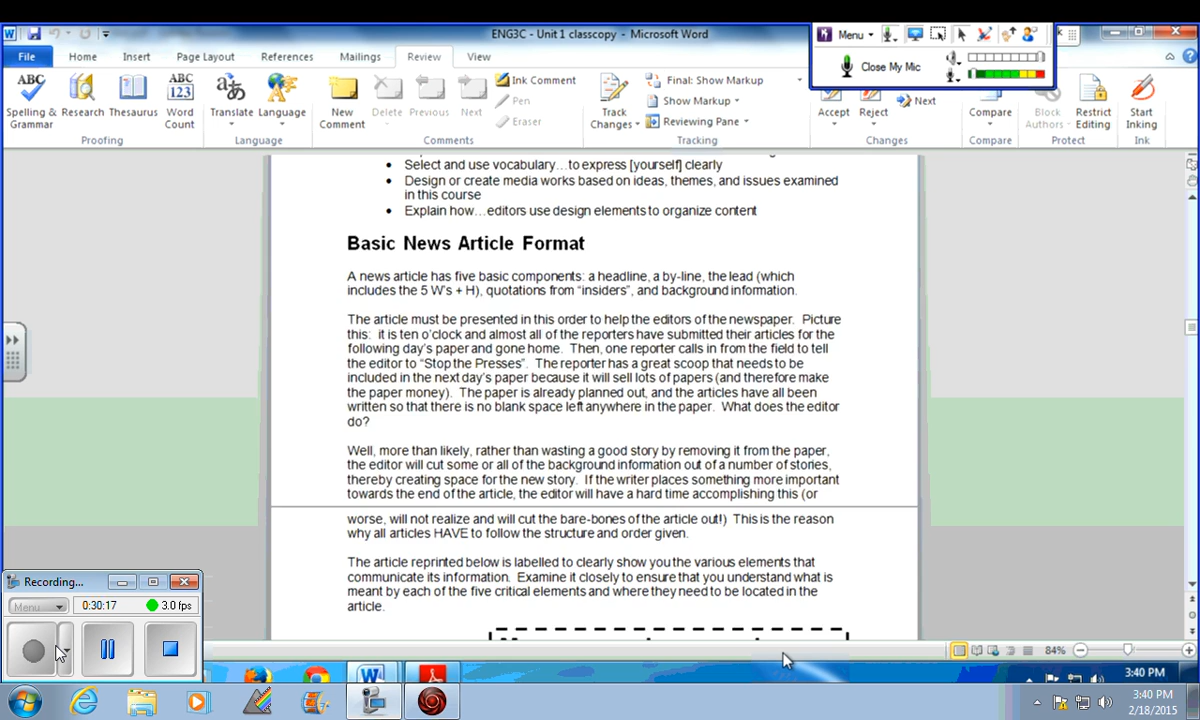 ENG3C - Unit 1 classcopy - Microsoft Word
Menu
Close My Mic
File Home Insert Page Layout References Mailings Review View
ABC Spelling & Grammar
Research
Thesaurus
ABC 123 Word Count
Translate
Language
New Comment
Delete
Previous
Next
Ink Comment
Pen
Eraser
Track Changes
Final: Show Markup
Show Markup
Reviewing Pane
Accept
Reject
Next
Compare
Block Authors
Restrict Editing
Start Inking
Proofing Language Comments Tracking Changes Compare Protect Ink
• Select and use vocabulary…to express [yourself] clearly
• Design or create media works based on ideas, themes, and issues examined
in this course
• Explain how…editors use design elements to organize content
Basic News Article Format
A news article has five basic components: a headline, a by-line, the lead (which
includes the 5 W's + H), quotations from "insiders", and background information.
The article must be presented in this order to help the editors of the newspaper. Picture
this: it is ten o'clock and almost all of the reporters have submitted their articles for the
following day's paper and gone home. Then, one reporter calls in from the field to tell
the editor to "Stop the Presses". The reporter has a great scoop that needs to be
included in the next day's paper because it will sell lots of papers (and therefore make
the paper money). The paper is already planned out, and the articles have all been
written so that there is no blank space left anywhere in the paper. What does the editor
do?
Well, more than likely, rather than wasting a good story by removing it from the paper,
the editor will cut some or all of the background information out of a number of stories,
thereby creating space for the new story. If the writer places something more important
towards the end of the article, the editor will have a hard time accomplishing this (or
worse, will not realize and will cut the bare-bones of the article out!) This is the reason
why all articles HAVE to follow the structure and order given.
The article reprinted below is labelled to clearly show you the various elements that
communicate its information. Examine it closely to ensure that you understand what is
meant by each of the five critical elements and where they need to be located in the
article.
Recording...
Menu
0:30:17
3.0 fps
84%
3:40 PM
3:40 PM
2/18/2015